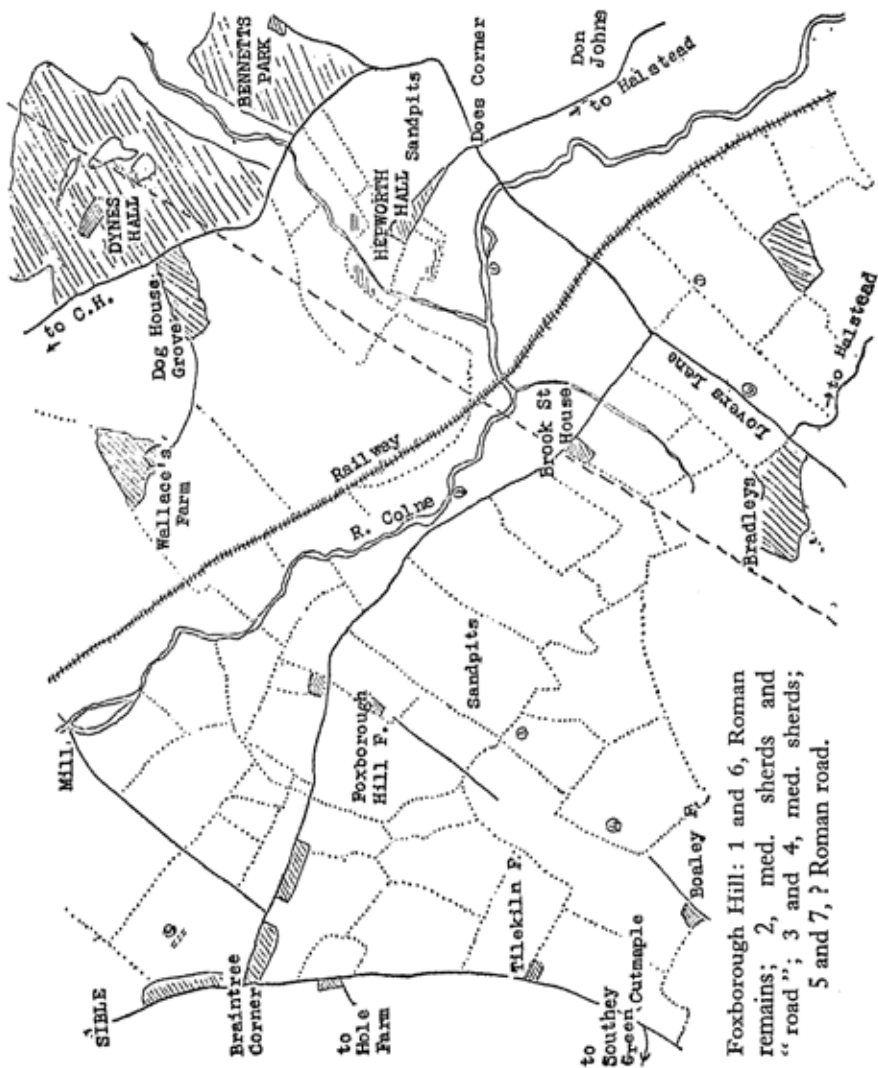 SIBLE
Braintree
Corner
to
Hole
Farm
Tilekiln F.
to
Southey
Green
Cutmaple
Boaley F.
Mill
Foxborough
Hill F.
Sandpits
Wallace's
Farm
Railway
R. Colne
Brook St
House
Bradleys
Lovers Lane
to Halstead
to C.H.
Dog House
Grove
DYNES
HALL
HEPWORTH
HALL
Sandpits
BENNETTS
PARK
Does Corner
Don
Johns
to Halstead
Foxborough Hill: 1 and 6, Roman
remains; 2, med. sherds and
“ road ”; 3 and 4, med. sherds;
5 and 7, ? Roman road.